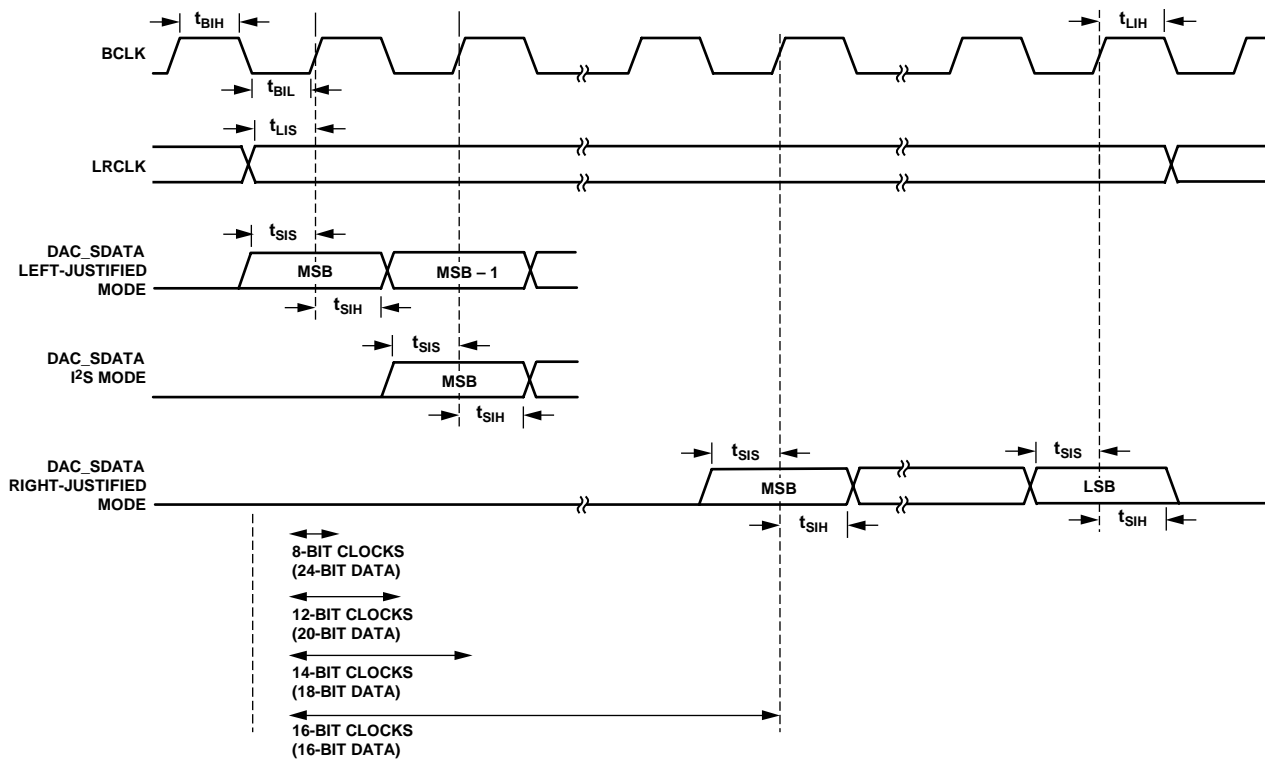 tBIH
tLIH
BCLK
tBIL
tLIS
LRCLK
tSIS
DAC_SDATA
LEFT-JUSTIFIED
MODE
MSB
MSB – 1
tSIH
tSIS
DAC_SDATA
I²S MODE
MSB
tSIH
tSIS
tSIS
DAC_SDATA
RIGHT-JUSTIFIED
MODE
MSB
LSB
tSIH
tSIH
8-BIT CLOCKS
(24-BIT DATA)
12-BIT CLOCKS
(20-BIT DATA)
14-BIT CLOCKS
(18-BIT DATA)
16-BIT CLOCKS
(16-BIT DATA)